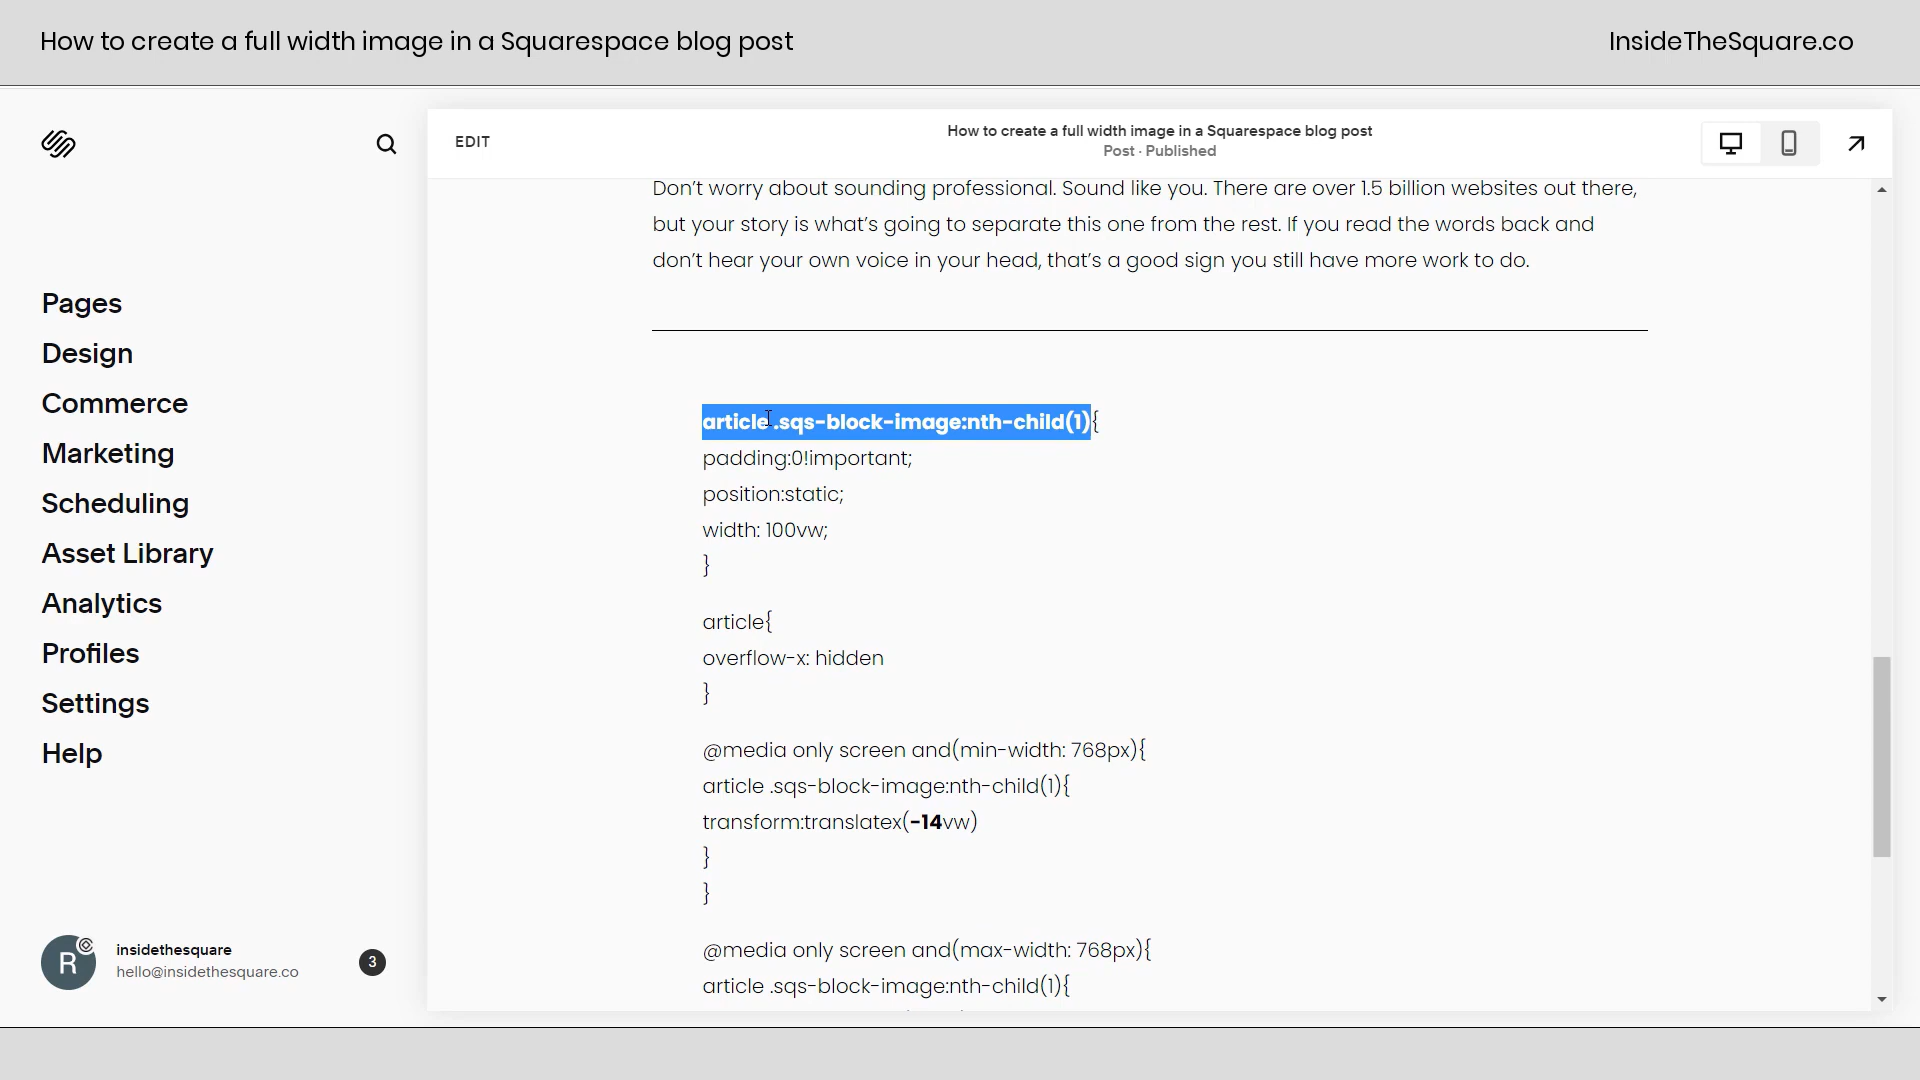 How to create a full width image in a Squarespace blog post
InsideTheSquare.co
EDIT
How to create a full width image in a Squarespace blog post
Post · Published
Pages
Design
Commerce
Marketing
Scheduling
Asset Library
Analytics
Profiles
Settings
Help
R
insidethesquare
hello@insidethesquare.co
3
Don’t worry about sounding professional. Sound like you. There are over 1.5 billion websites out there,
but your story is what’s going to separate this one from the rest. If you read the words back and
don’t hear your own voice in your head, that’s a good sign you still have more work to do.
article .sqs-block-image:nth-child(1){
padding:0!important;
position:static;
width: 100vw;
}
article{
overflow-x: hidden
}
@media only screen and(min-width: 768px){
article .sqs-block-image:nth-child(1){
transform:translatex(-14vw)
}
}
@media only screen and(max-width: 768px){
article .sqs-block-image:nth-child(1){